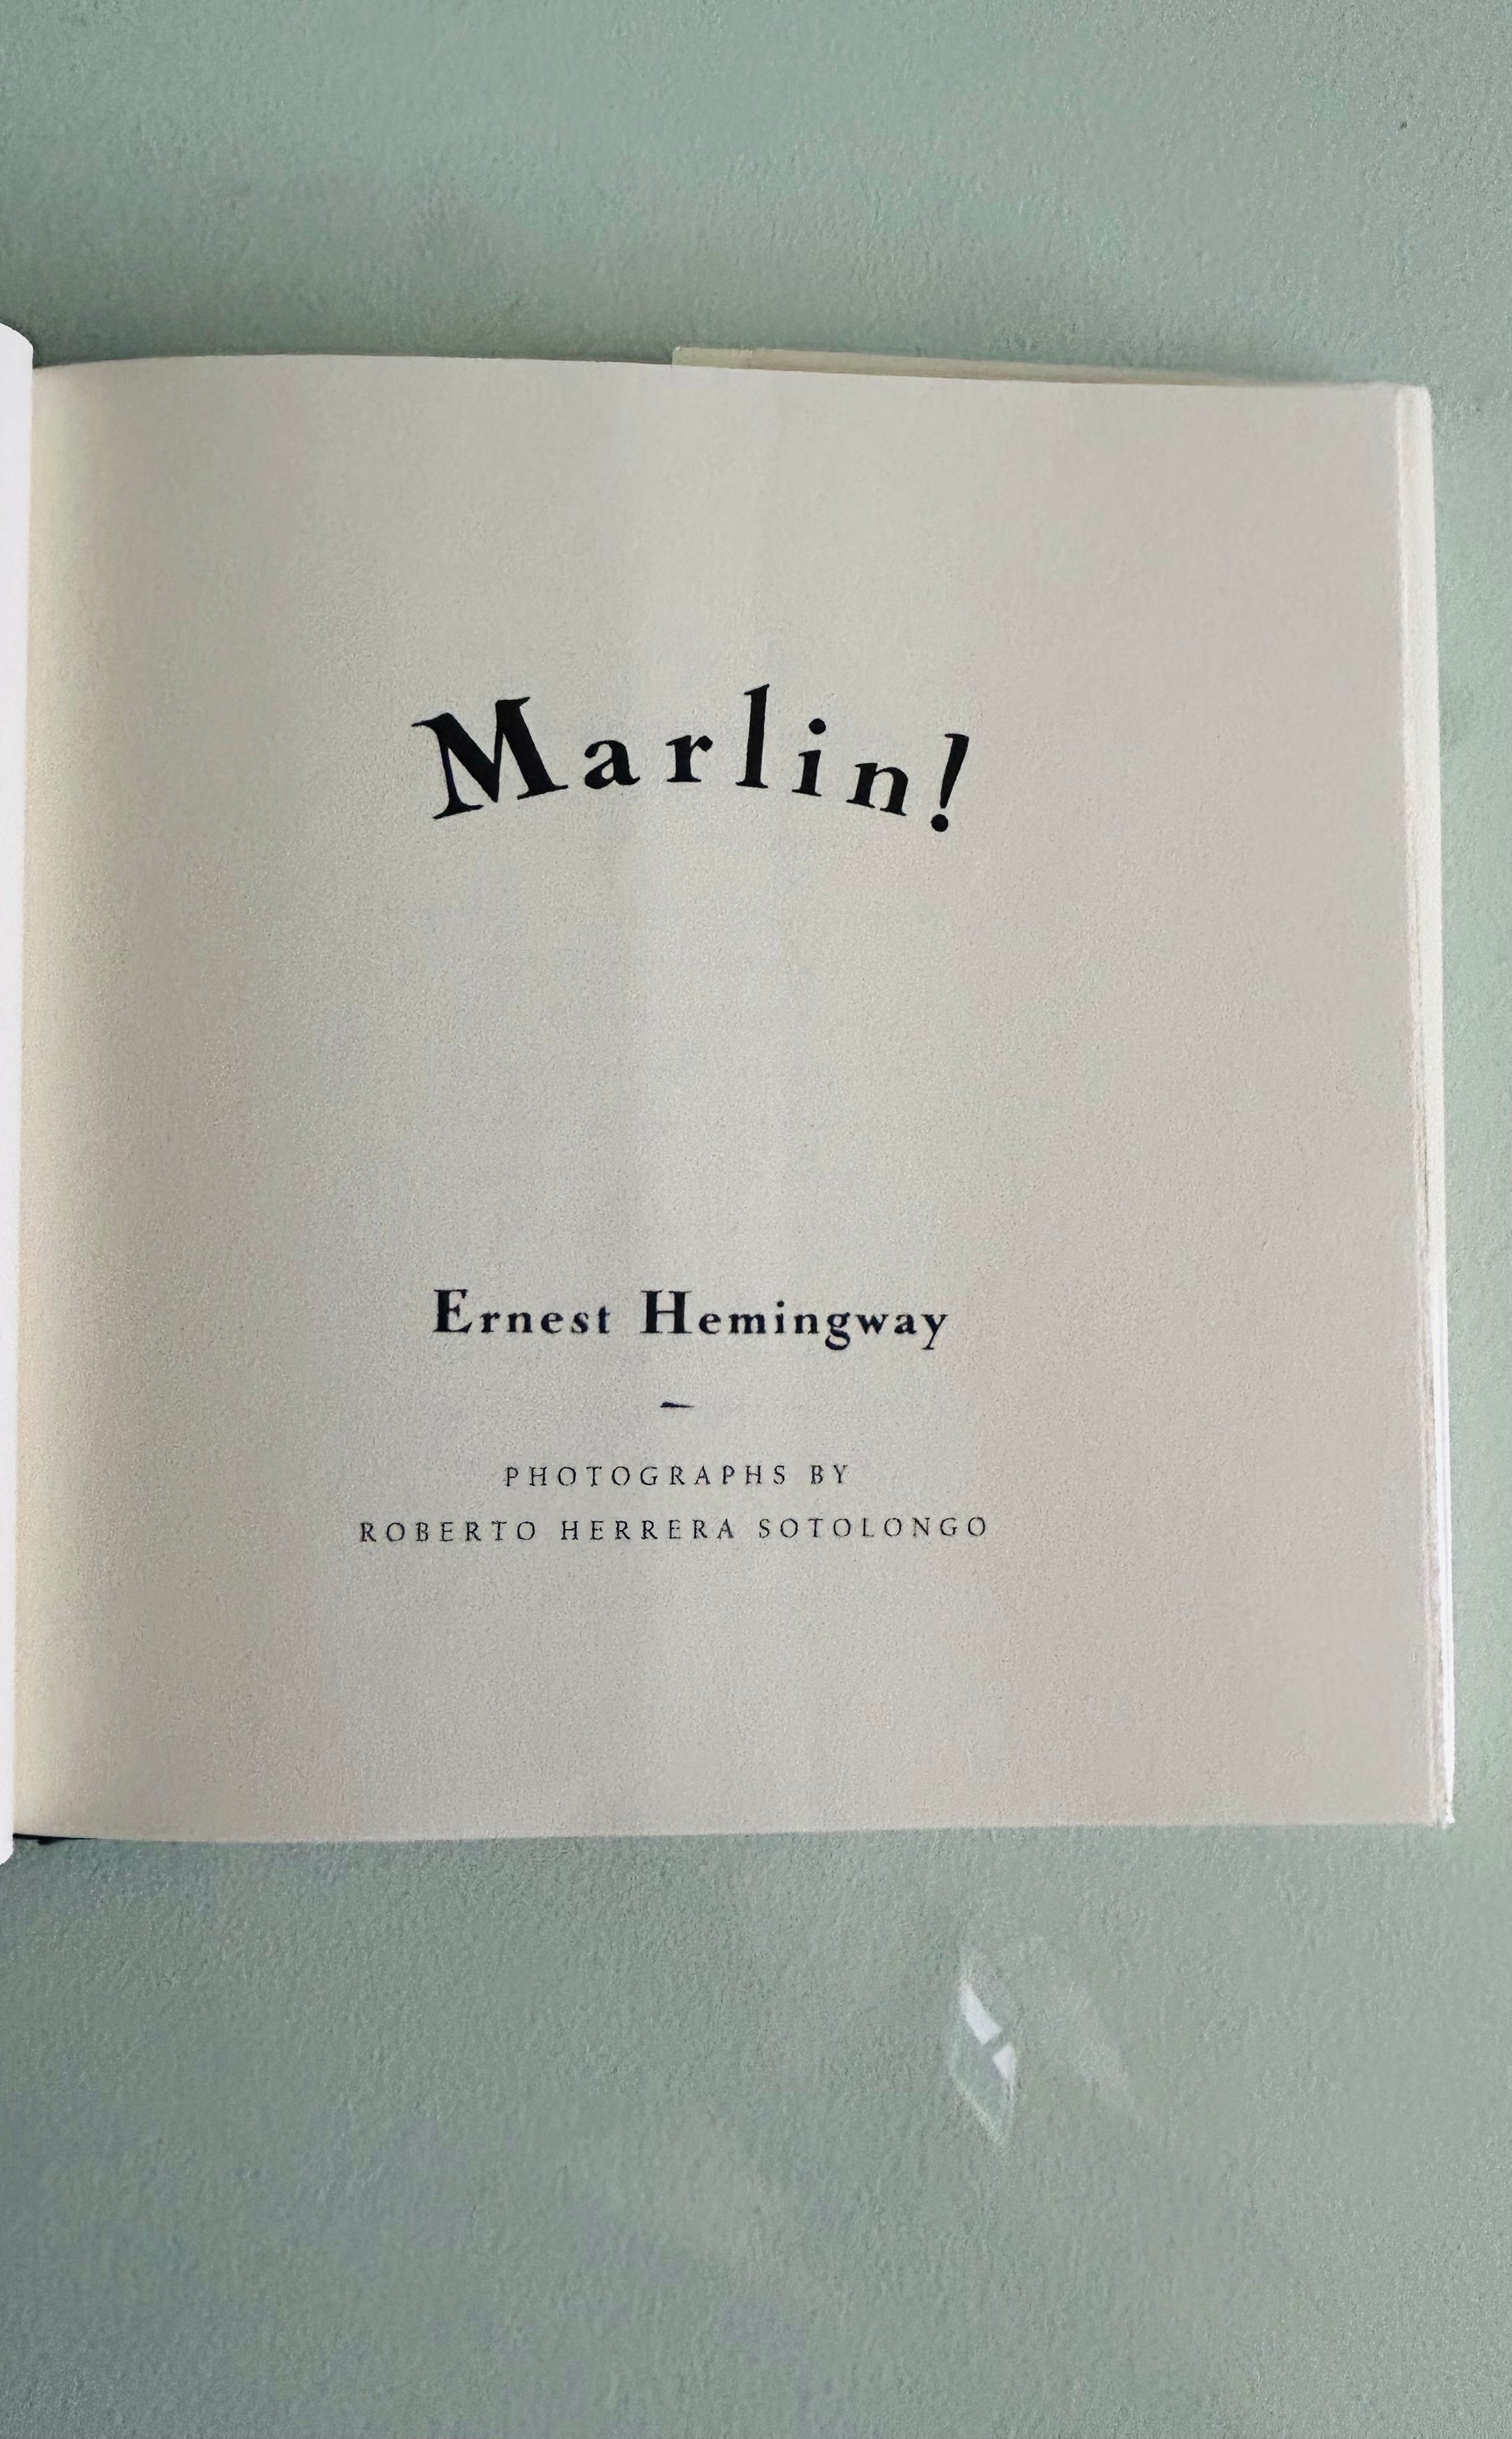 Marlin!
Ernest Hemingway
PHOTOGRAPHS BY
ROBERTO HERRERA SOTOLONGO